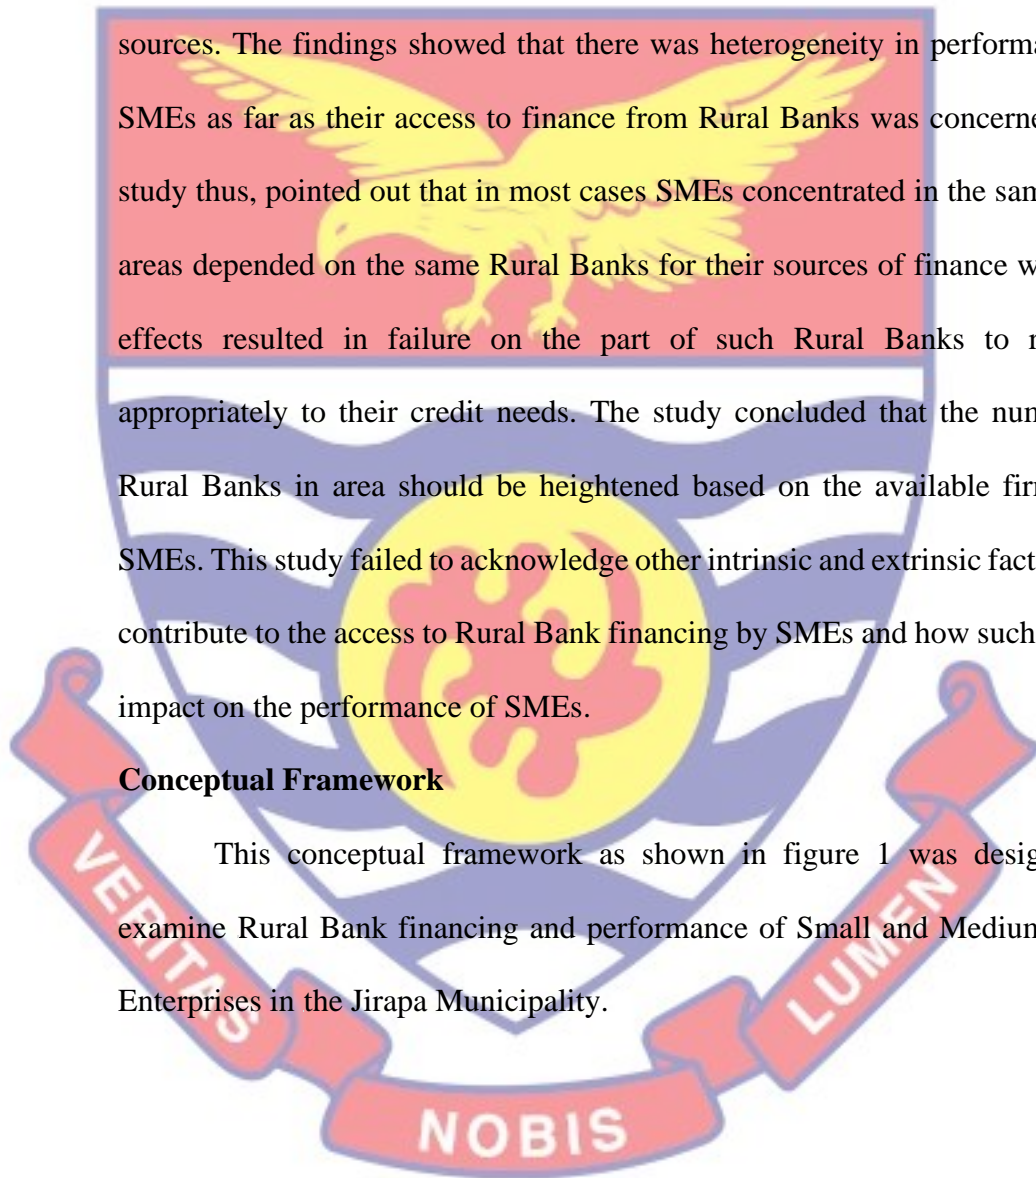 sources. The findings showed that there was heterogeneity in performa
SMEs as far as their access to finance from Rural Banks was concerne
study thus, pointed out that in most cases SMEs concentrated in the sam
areas depended on the same Rural Banks for their sources of finance w
effects resulted in failure on the part of such Rural Banks to r
appropriately to their credit needs. The study concluded that the num
Rural Banks in area should be heightened based on the available firm
SMEs. This study failed to acknowledge other intrinsic and extrinsic fact
contribute to the access to Rural Bank financing by SMEs and how such
impact on the performance of SMEs.
Conceptual Framework
This conceptual framework as shown in figure 1 was desig
examine Rural Bank financing and performance of Small and Medium
Enterprises in the Jirapa Municipality.
VERITAS
NOBIS
LUMEN